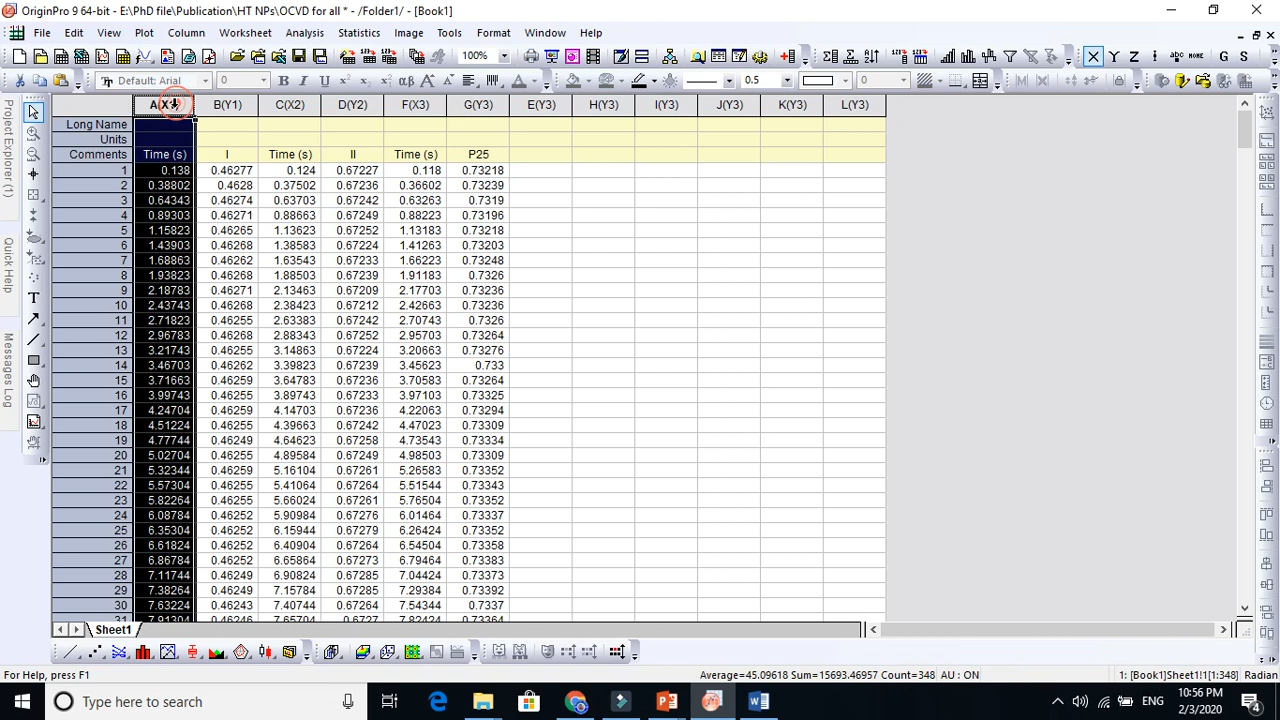 OriginPro 9 64-bit - E:\PhD file\Publication\HT NPs\OCVD for all * - /Folder1/ - [Book1]
File Edit View Plot Column Worksheet Analysis Statistics Image Tools Format Window Help
100% X Y Z abc NOMI G S
Default: Arial 0 B I U 0.5 0
Project Explorer (1)
Quick Help
Messages Log
B(Y1) C(X2) D(Y2) F(X3) G(Y3) E(Y3) H(Y3) I(Y3) J(Y3) K(Y3) L(Y3)
Long Name
Units
Comments Time (s) I Time (s) II Time (s) P25
1 0.138 0.46277 0.124 0.67227 0.118 0.73218
2 0.38802 0.4628 0.37502 0.67236 0.36602 0.73239
3 0.64343 0.46274 0.63703 0.67242 0.63263 0.7319
4 0.89303 0.46271 0.88663 0.67249 0.88223 0.73196
5 1.15823 0.46265 1.13623 0.67252 1.13183 0.73218
6 1.43903 0.46268 1.38583 0.67224 1.41263 0.73203
7 1.68863 0.46262 1.63543 0.67233 1.66223 0.73248
8 1.93823 0.46268 1.88503 0.67239 1.91183 0.7326
9 2.18783 0.46271 2.13463 0.67209 2.17703 0.73236
10 2.43743 0.46268 2.38423 0.67212 2.42663 0.73236
11 2.71823 0.46255 2.63383 0.67242 2.70743 0.7326
12 2.96783 0.46268 2.88343 0.67252 2.95703 0.73264
13 3.21743 0.46255 3.14863 0.67224 3.20663 0.73276
14 3.46703 0.46262 3.39823 0.67239 3.45623 0.733
15 3.71663 0.46259 3.64783 0.67236 3.70583 0.73264
16 3.99743 0.46259 3.89743 0.67233 3.97103 0.73325
17 4.24704 0.46259 4.14703 0.67236 4.22063 0.73294
18 4.51224 0.46255 4.39663 0.67242 4.47023 0.73309
19 4.77744 0.46249 4.64623 0.67258 4.73543 0.73334
20 5.02704 0.46255 4.89584 0.67249 4.98503 0.73309
21 5.32344 0.46259 5.16104 0.67261 5.26583 0.73352
22 5.57304 0.46255 5.41064 0.67264 5.51544 0.73343
23 5.82264 0.46259 5.66024 0.67261 5.76504 0.73352
24 6.08784 0.46252 5.90984 0.67276 6.01464 0.73337
25 6.35304 0.46252 6.15944 0.67279 6.26424 0.73352
26 6.61824 0.46252 6.40904 0.67264 6.54504 0.73358
27 6.86784 0.46252 6.65864 0.67273 6.79464 0.73383
28 7.11744 0.46249 6.90824 0.67285 7.04424 0.73373
29 7.38264 0.46249 7.15784 0.67285 7.29384 0.73392
30 7.63224 0.46243 7.40744 0.67264 7.54344 0.7337
31 7.91304 0.46246 7.65704 0.6727 7.82424 0.73364
Sheet1
For Help, press F1 Average=45.09618 Sum=15693.46957 Count=348 AU : ON 1: [Book1]Sheet1!1[1:348] Radian
Type here to search ENG 10:56 PM
2/3/2020 4